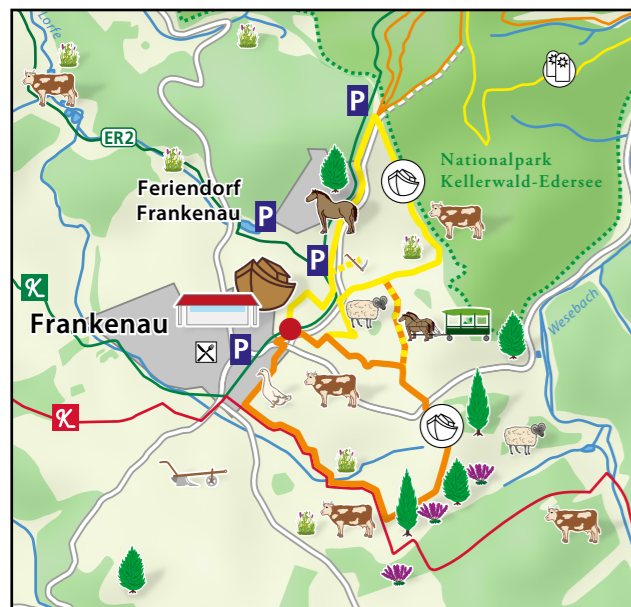 Lorfe
P
ER2
Nationalpark
Kellerwald-Edersee
Feriendorf
Frankenau
P
P
K
Frankenau
Wesebach
P
K